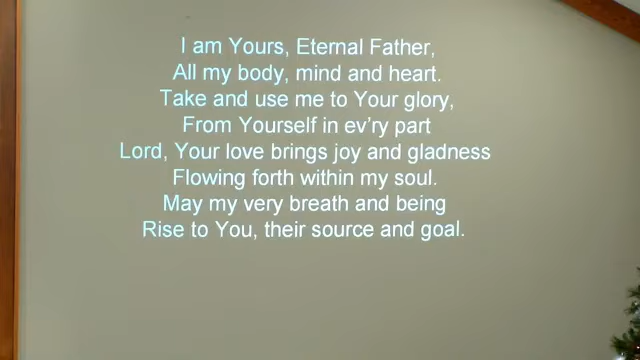 I am Yours, Eternal Father,
All my body, mind and heart.
Take and use me to Your glory,
From Yourself in ev'ry part
Lord, Your love brings joy and gladness
Flowing forth within my soul.
May my very breath and being
Rise to You, their source and goal.